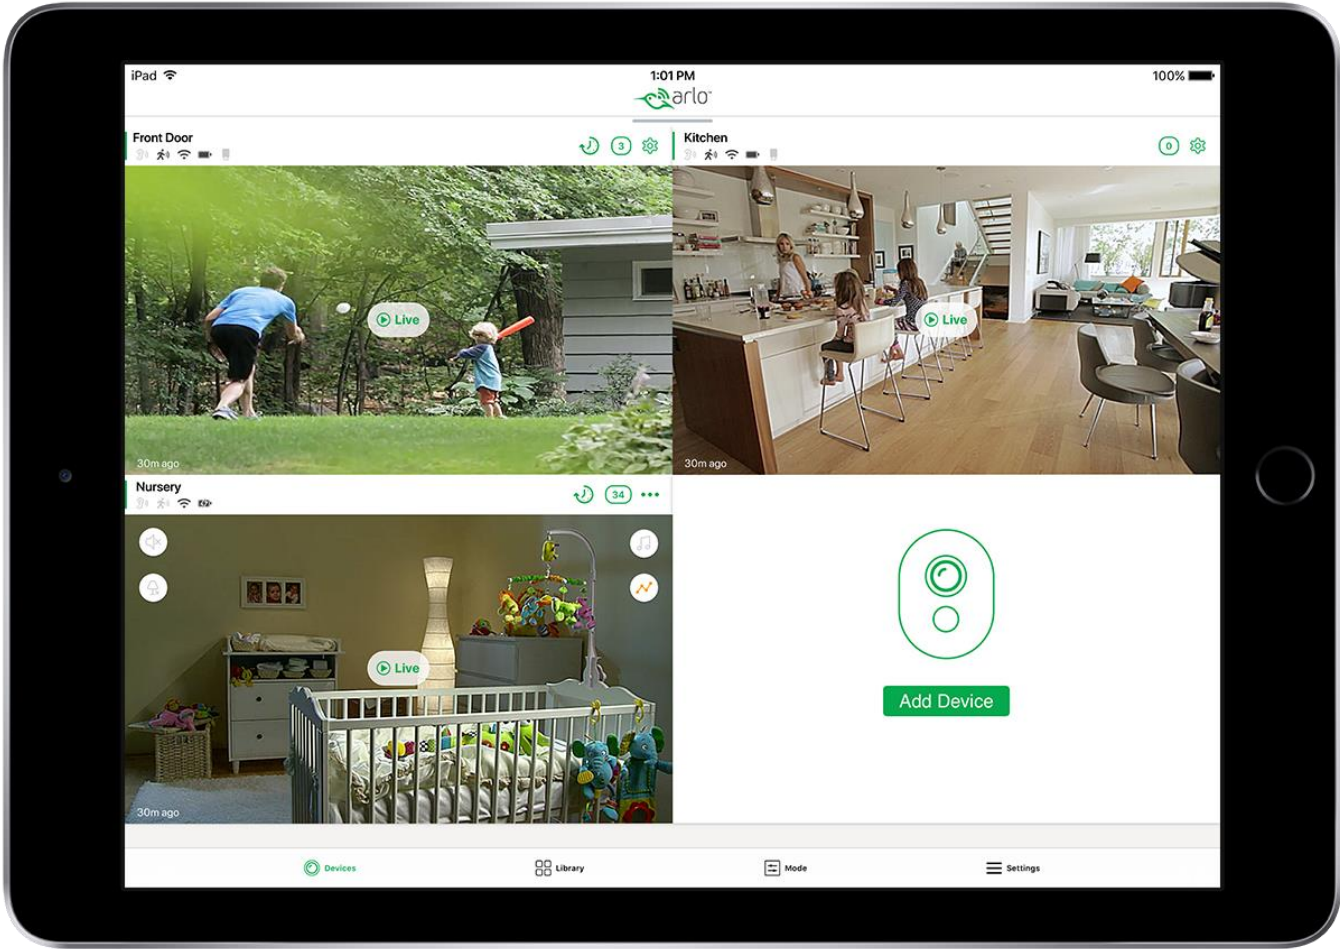 iPad
1:01 PM
100%
arlo
Front Door
3
Kitchen
0
Live
Live
30m ago
30m ago
Nursery
34
Live
Add Device
30m ago
Devices
Library
Mode
Settings